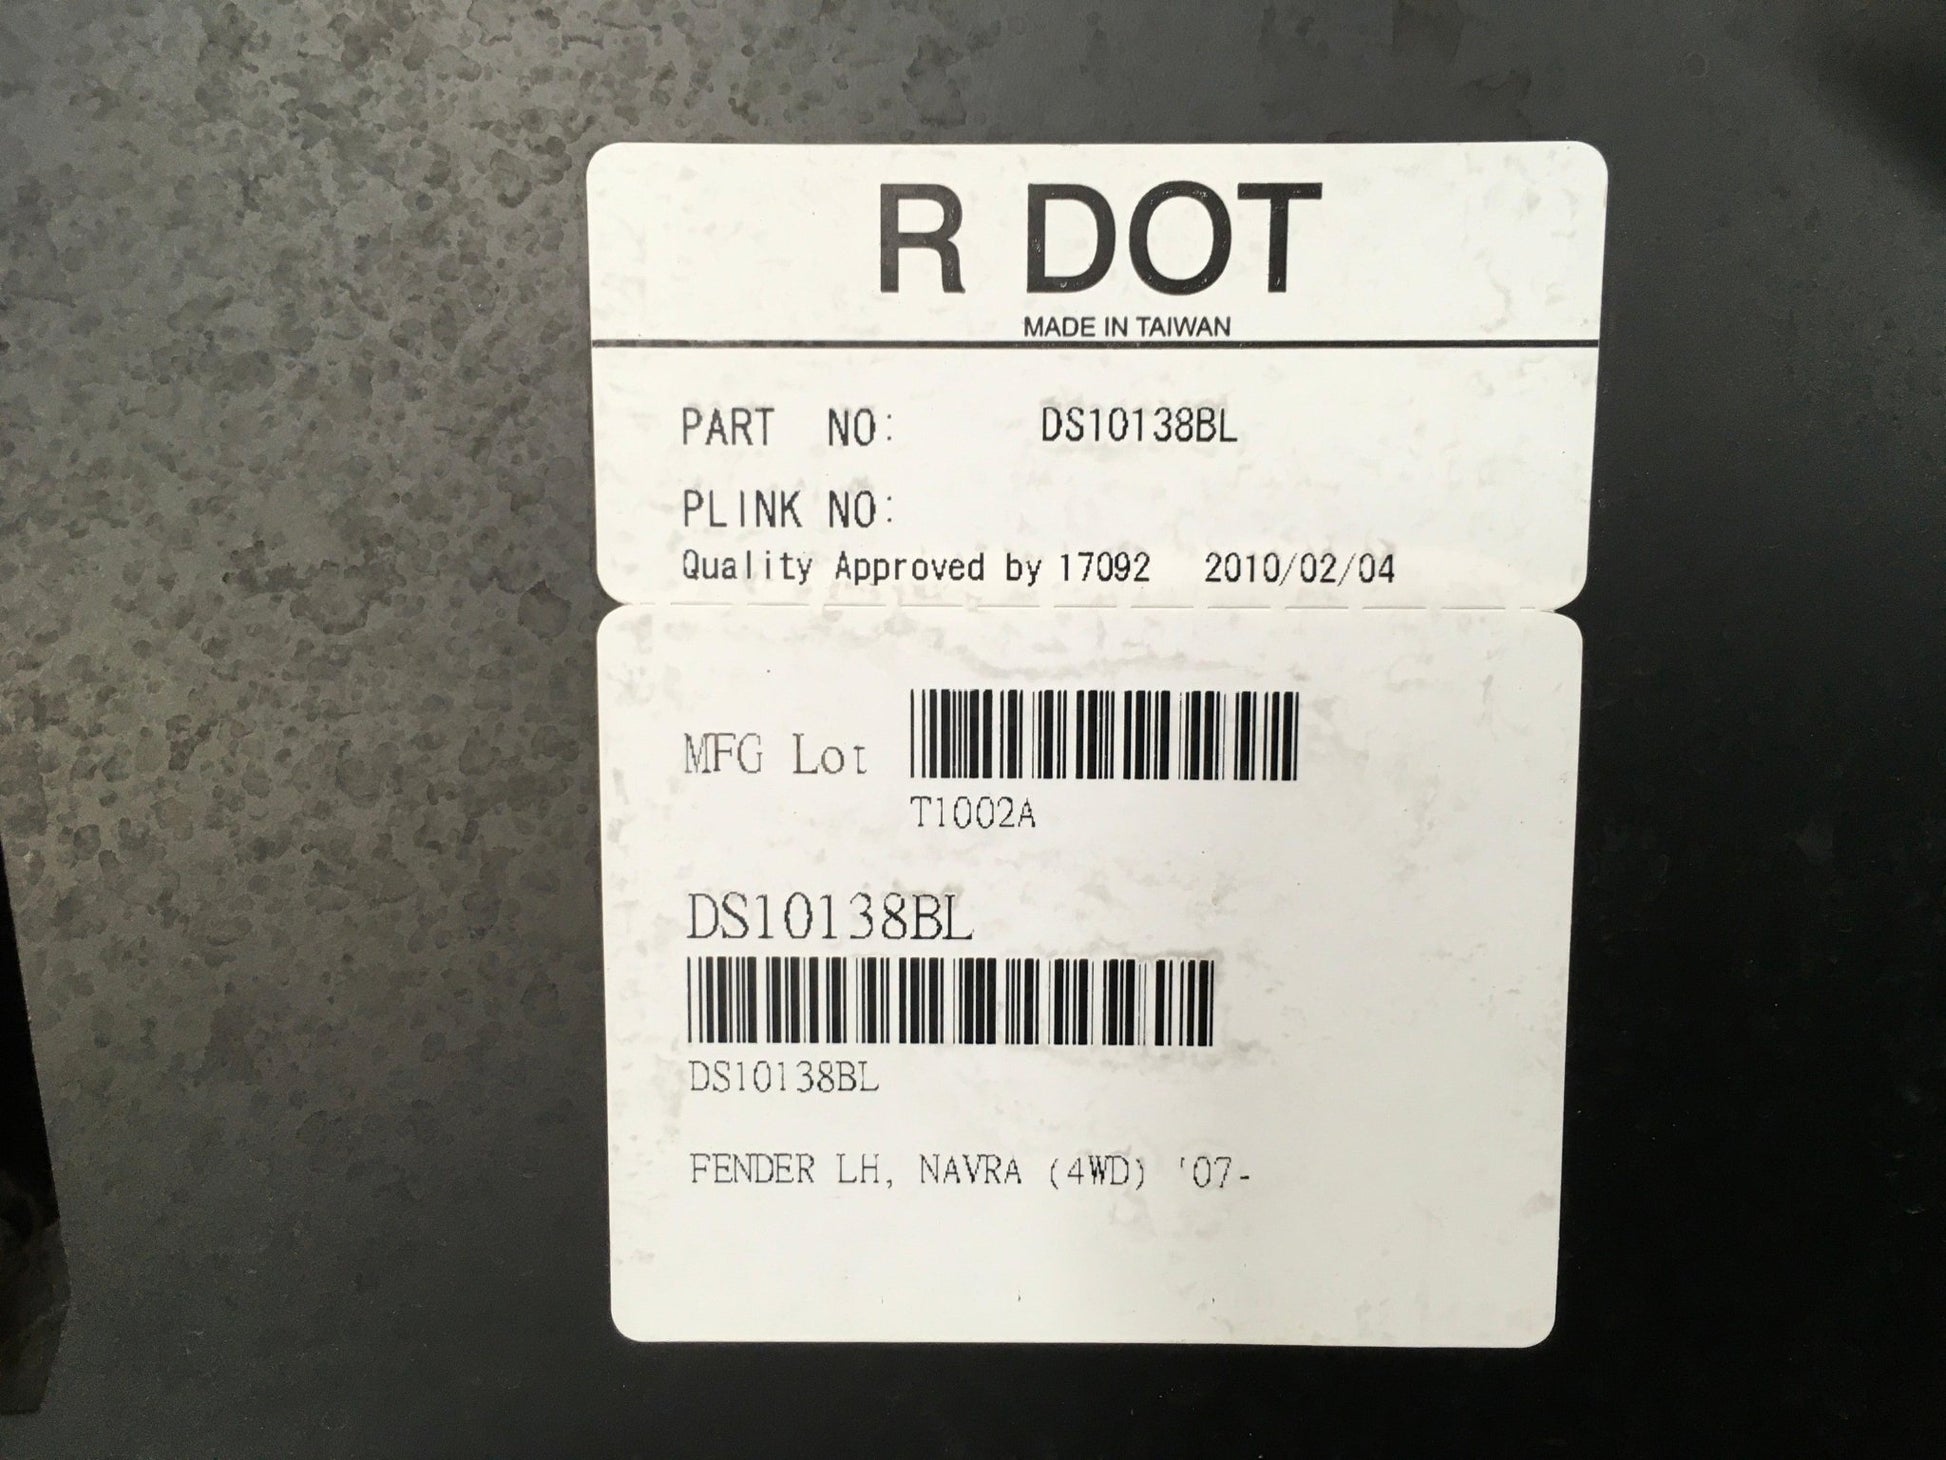 R DOT
MADE IN TAIWAN
PART NO: DS10138BL
PLINK NO:
Quality Approved by 17092 2010/02/04
MFG Lot
T1002A
DS10138BL
DS10138BL
FENDER LH, NAVRA (4WD) '07-